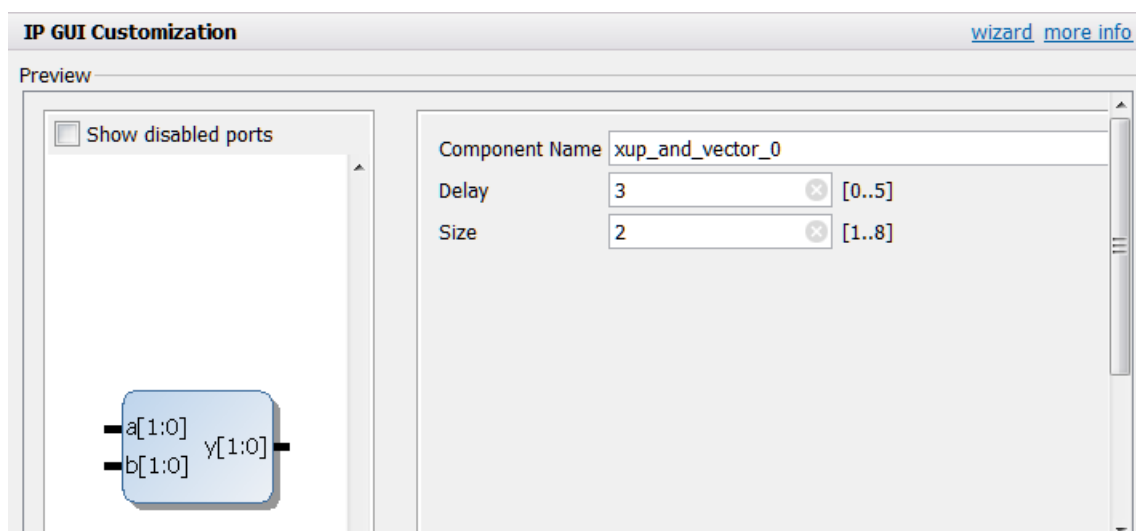 IP GUI Customization wizard more info
Preview
Show disabled ports
Component Name xup_and_vector_0
Delay 3 [0..5]
Size 2 [1..8]
a[1:0]
b[1:0]
y[1:0]